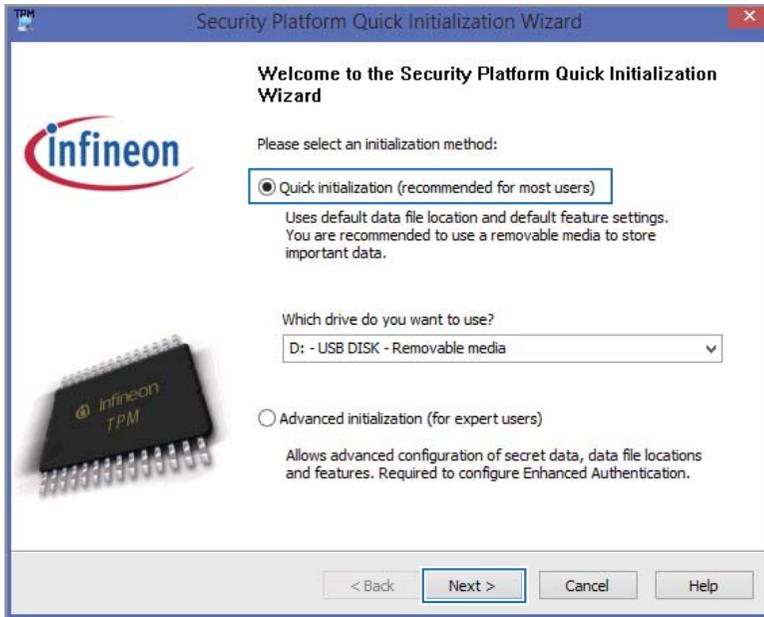 TPM
Security Platform Quick Initialization Wizard
Welcome to the Security Platform Quick Initialization
Wizard
infineon
Please select an initialization method:
Quick initialization (recommended for most users)
Uses default data file location and default feature settings.
You are recommended to use a removable media to store
important data.
Which drive do you want to use?
D: - USB DISK - Removable media
infineon
TPM
Advanced initialization (for expert users)
Allows advanced configuration of secret data, data file locations
and features. Required to configure Enhanced Authentication.
< Back Next > Cancel Help